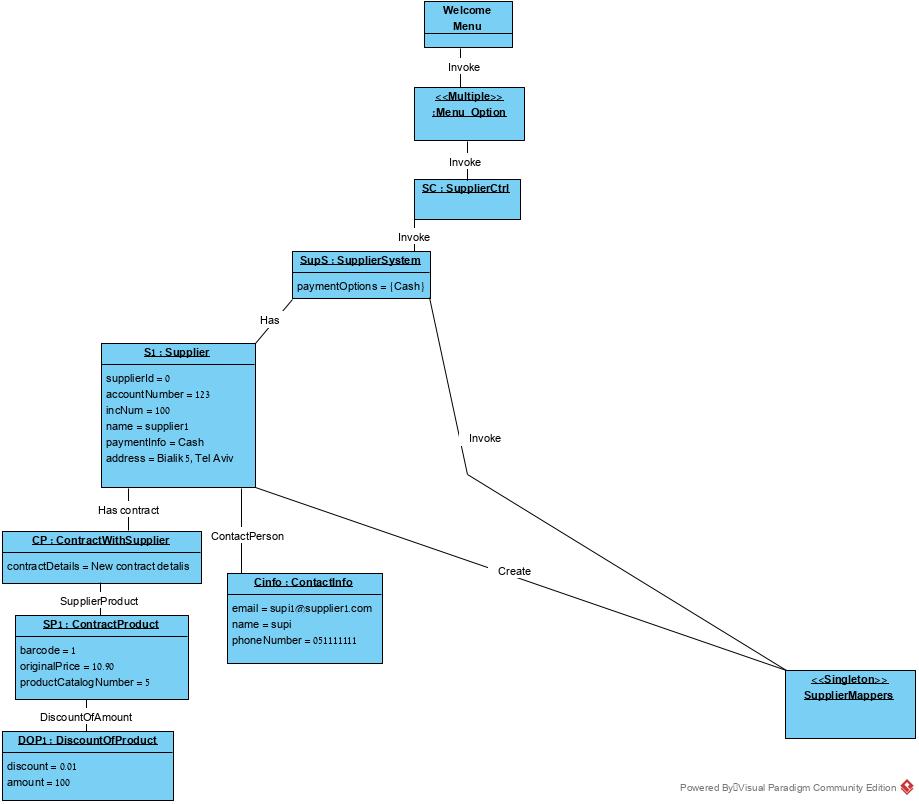 Welcome
Menu
Invoke
<<Multiple>>
:Menu Option
Invoke
SC : SupplierCtrl
Invoke
SupS : SupplierSystem
paymentOptions = {Cash}
Has
S1 : Supplier
supplierId = 0
accountNumber = 123
incNum = 100
name = supplier1
paymentInfo = Cash
address = Bialik 5, Tel Aviv
Invoke
Has contract
ContactPerson
CP : ContractWithSupplier
contractDetails = New contract detalis
Create
Cinfo : ContactInfo
email = supi1@supplier1.com
name = supi
phoneNumber = 051111111
SupplierProduct
SP1 : ContractProduct
barcode = 1
originalPrice = 10.90
productCatalogNumber = 5
<<Singleton>>
SupplierMappers
DiscountOfAmount
DOP1 : DiscountOfProduct
discount = 0.01
amount = 100
Powered By Visual Paradigm Community Edition